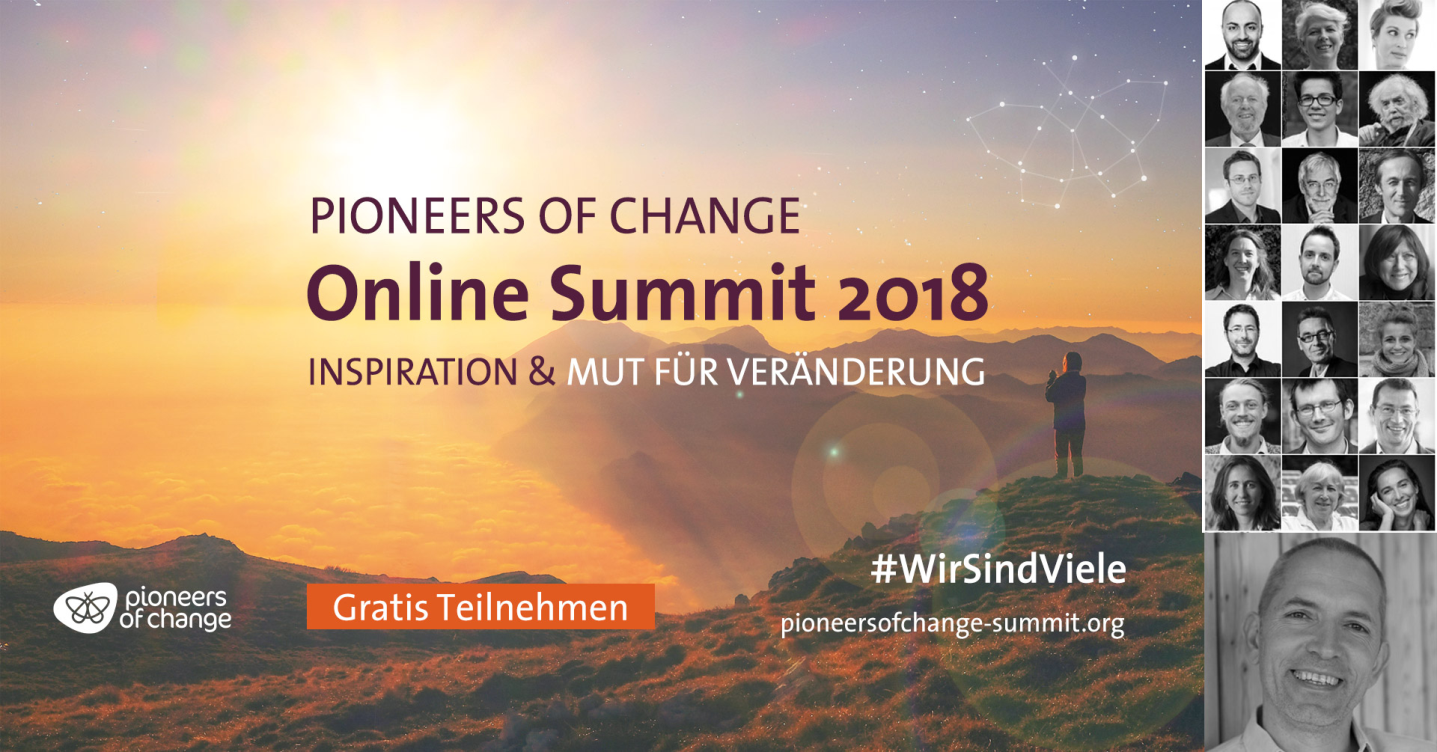 PIONEERS OF CHANGE
Online Summit 2018
INSPIRATION & MUT FÜR VERÄNDERUNG
#WirSindViele
pioneers
of change
Gratis Teilnehmen
pioneersofchange-summit.org